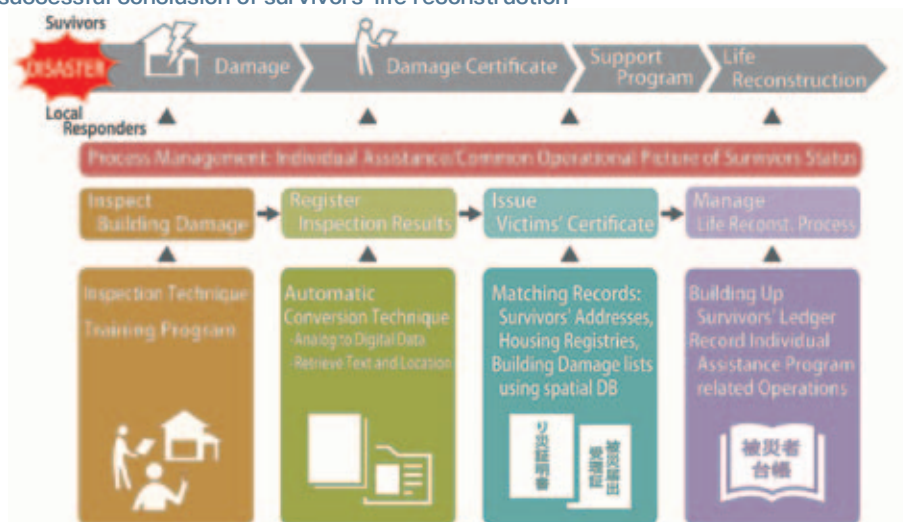 successful conclusion of survivors' life reconstruction
Suvivors
DISASTER
Damage
Damage Certificate
Support
Program
Life
Reconstruction
Local
Responders
Process Management: Individual Assistance/Common Operational Picture of Survivors Status
Inspect
Building Damage
Register
Inspection Results
Issue
Victims' Certificate
Manage
Life Reconst. Process
Inspection Technique
Training Program
Automatic
Conversion Technique
- Analog to Digital Data
- Retrieve Text and Location
Matching Records:
Survivors' Addresses,
Housing Registries,
Building Damage lists
using spatial DB
り災証明書
被災届出
受理証
Building Up
Survivors' Ledger
Record Individual
Assistance Program
related Operations
被災者
台帳